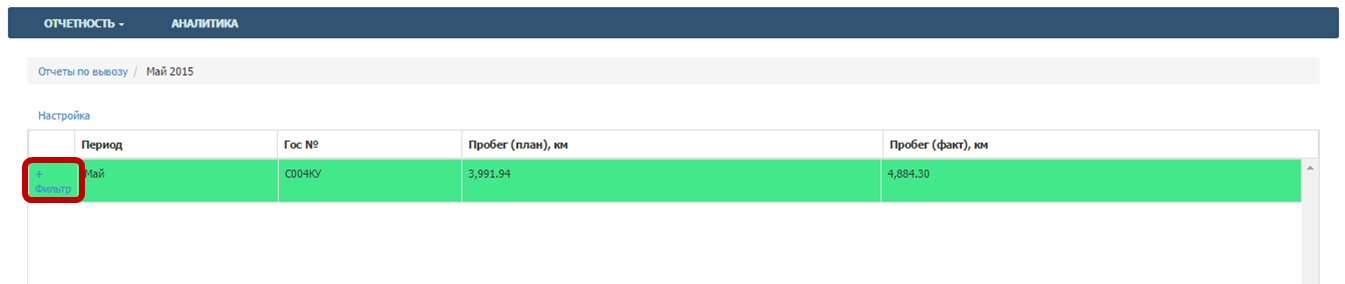 ОТЧЕТНОСТЬ АНАЛИТИКА
Отчеты по вывозу / Май 2015
Настройка
Период Гос № Пробег (план), км Пробег (факт), км
+ Май С004КУ 3,991.94 4,884.30
Фильтр